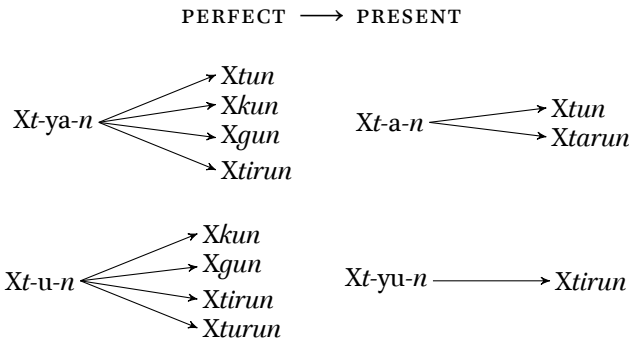 PERFECT ⟶ PRESENT
Xt-ya-n
Xtun
Xkun
Xgun
Xtirun
Xt-a-n
Xtun
Xtarun
Xt-u-n
Xkun
Xgun
Xtirun
Xturun
Xt-yu-n
Xtirun